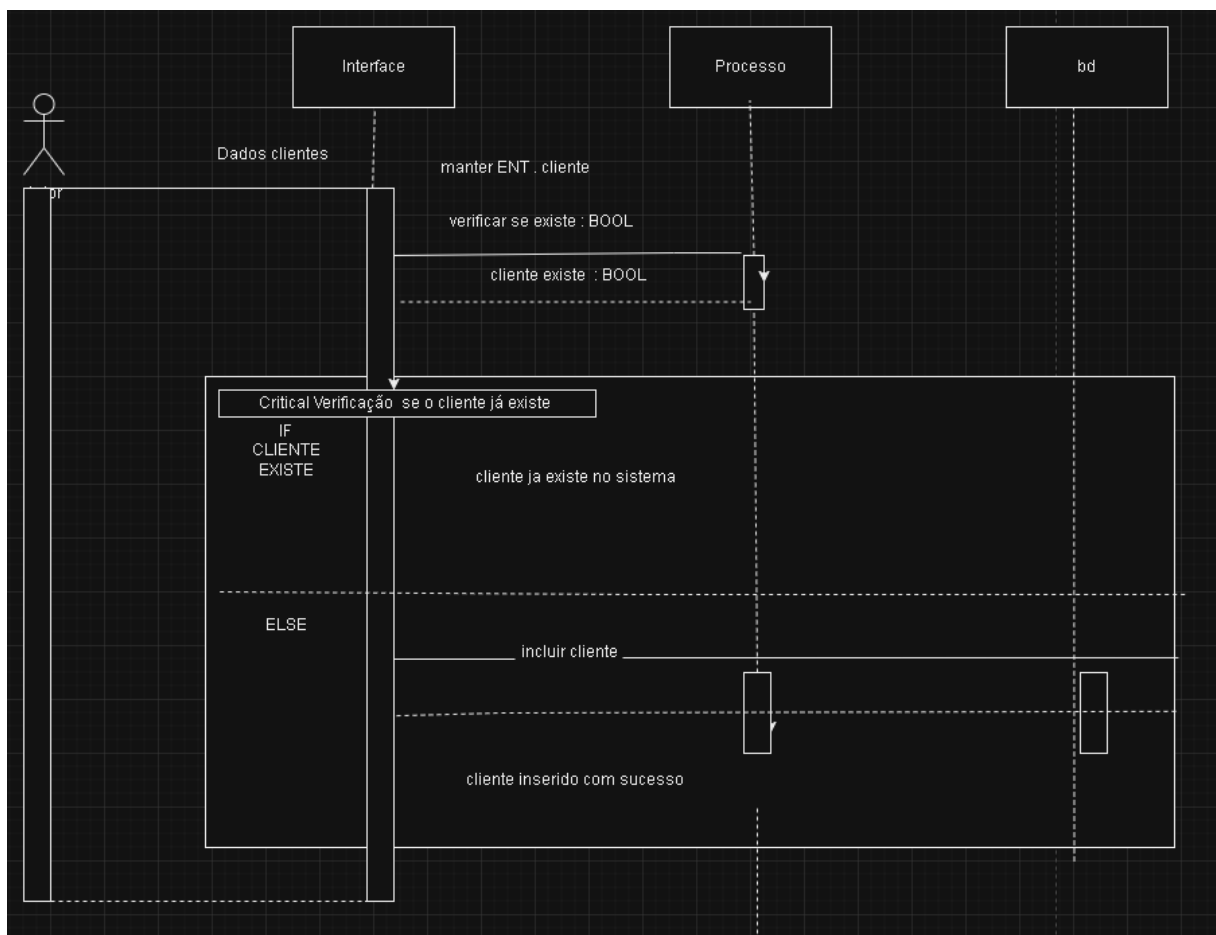 Interface
Processo
bd
Dados clientes
manter ENT . cliente
verificar se existe : BOOL
cliente existe : BOOL
Critical Verificação se o cliente já existe
IF
CLIENTE
EXISTE
cliente ja existe no sistema
ELSE
incluir cliente
cliente inserido com sucesso